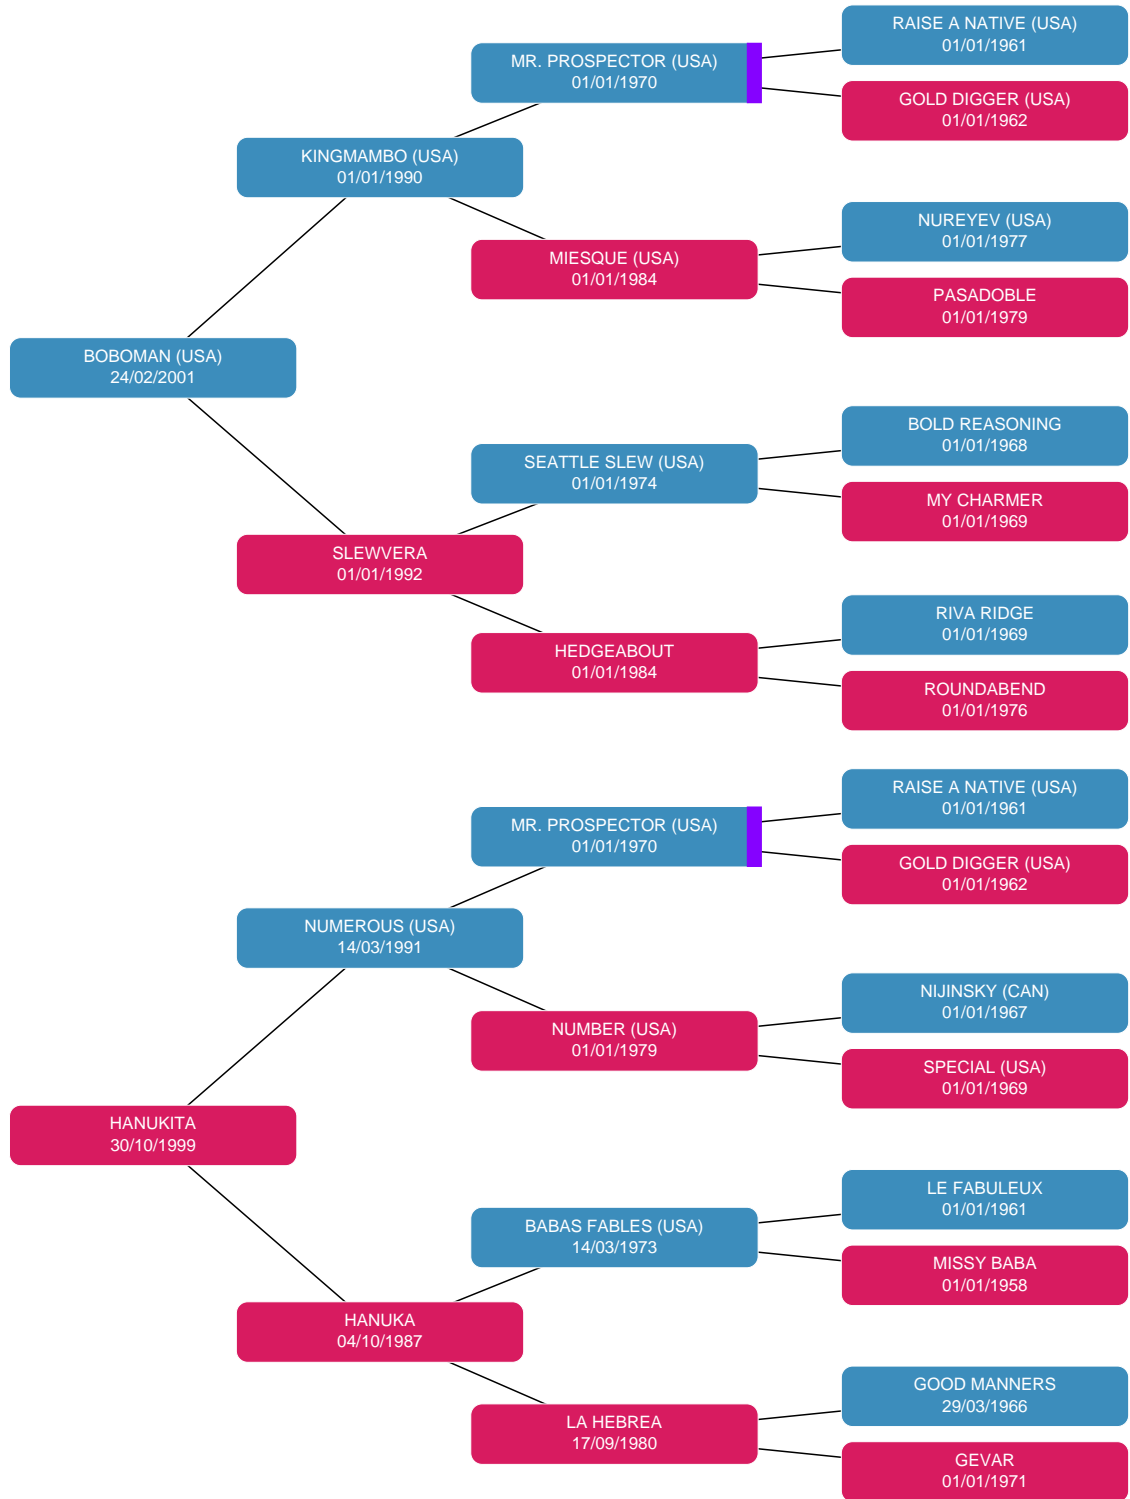 RAISE A NATIVE (USA)
01/01/1961
MR. PROSPECTOR (USA)
01/01/1970
GOLD DIGGER (USA)
01/01/1962
KINGMAMBO (USA)
01/01/1990
NUREYEV (USA)
01/01/1977
MIESQUE (USA)
01/01/1984
PASADOBLE
01/01/1979
BOBOMAN (USA)
24/02/2001
BOLD REASONING
01/01/1968
SEATTLE SLEW (USA)
01/01/1974
MY CHARMER
01/01/1969
SLEWVERA
01/01/1992
RIVA RIDGE
01/01/1969
HEDGEABOUT
01/01/1984
ROUNDABEND
01/01/1976
RAISE A NATIVE (USA)
01/01/1961
MR. PROSPECTOR (USA)
01/01/1970
GOLD DIGGER (USA)
01/01/1962
NUMEROUS (USA)
14/03/1991
NIJINSKY (CAN)
01/01/1967
NUMBER (USA)
01/01/1979
SPECIAL (USA)
01/01/1969
HANUKITA
30/10/1999
LE FABULEUX
01/01/1961
BABAS FABLES (USA)
14/03/1973
MISSY BABA
01/01/1958
HANUKA
04/10/1987
GOOD MANNERS
29/03/1966
LA HEBREA
17/09/1980
GEVAR
01/01/1971